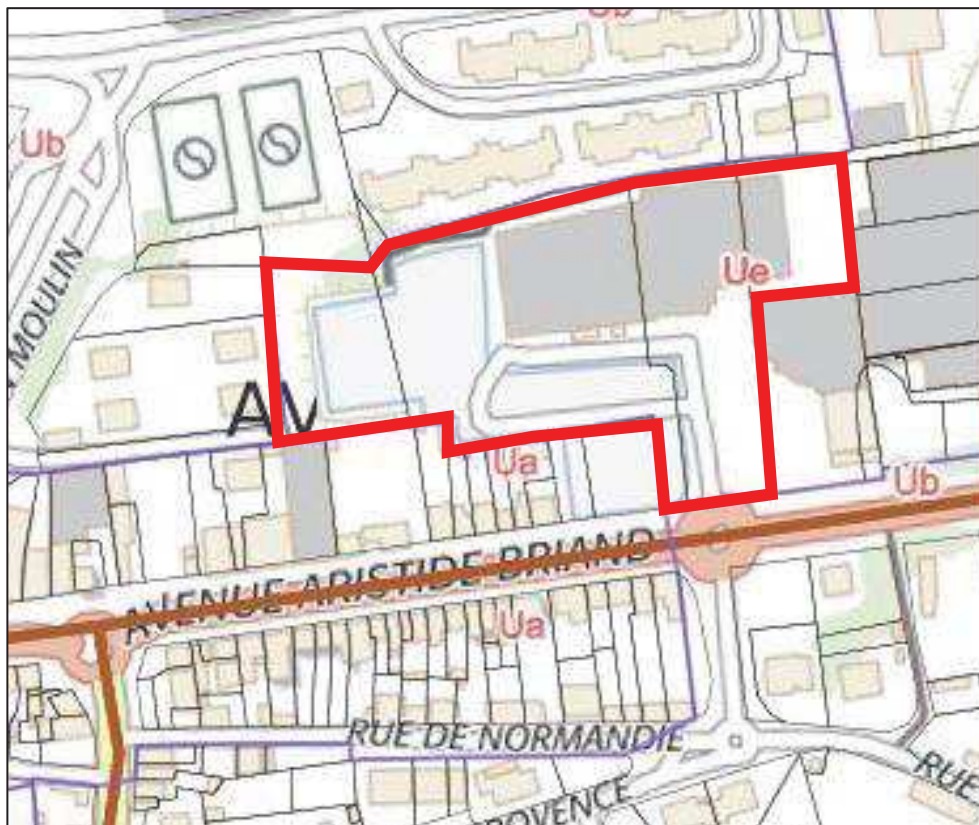 Ub
Ub
MOULIN
Ue
AV
Ua
Ub
AVENUE ARISTIDE BRIAND
Ua
RUE DE NORMANDIE
RUE
PROVENCE